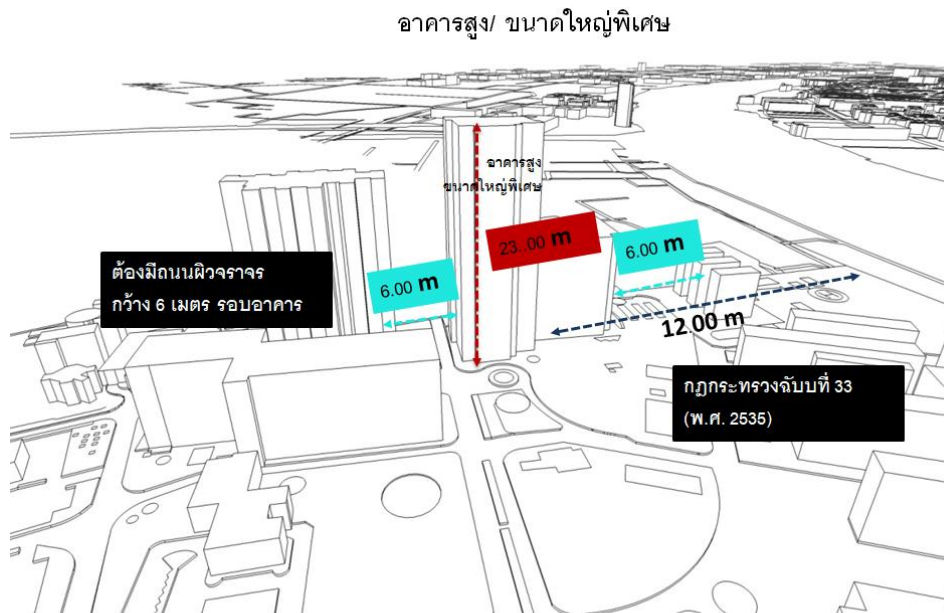 อาคารสูง/ ขนาดใหญ่พิเศษ
อาคารสูง
ขนาดใหญ่พิเศษ
23..00 m
6.00 m
6.00 m
ต้องมีถนนผิวจราจร
กว้าง 6 เมตร รอบอาคาร
12.00 m
กฎกระทรวงฉับบที่ 33
(พ.ศ. 2535)